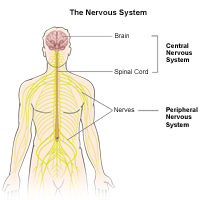 The Nervous System
Brain
Central
Nervous
System
Spinal Cord
Nerves
Peripheral
Nervous
System